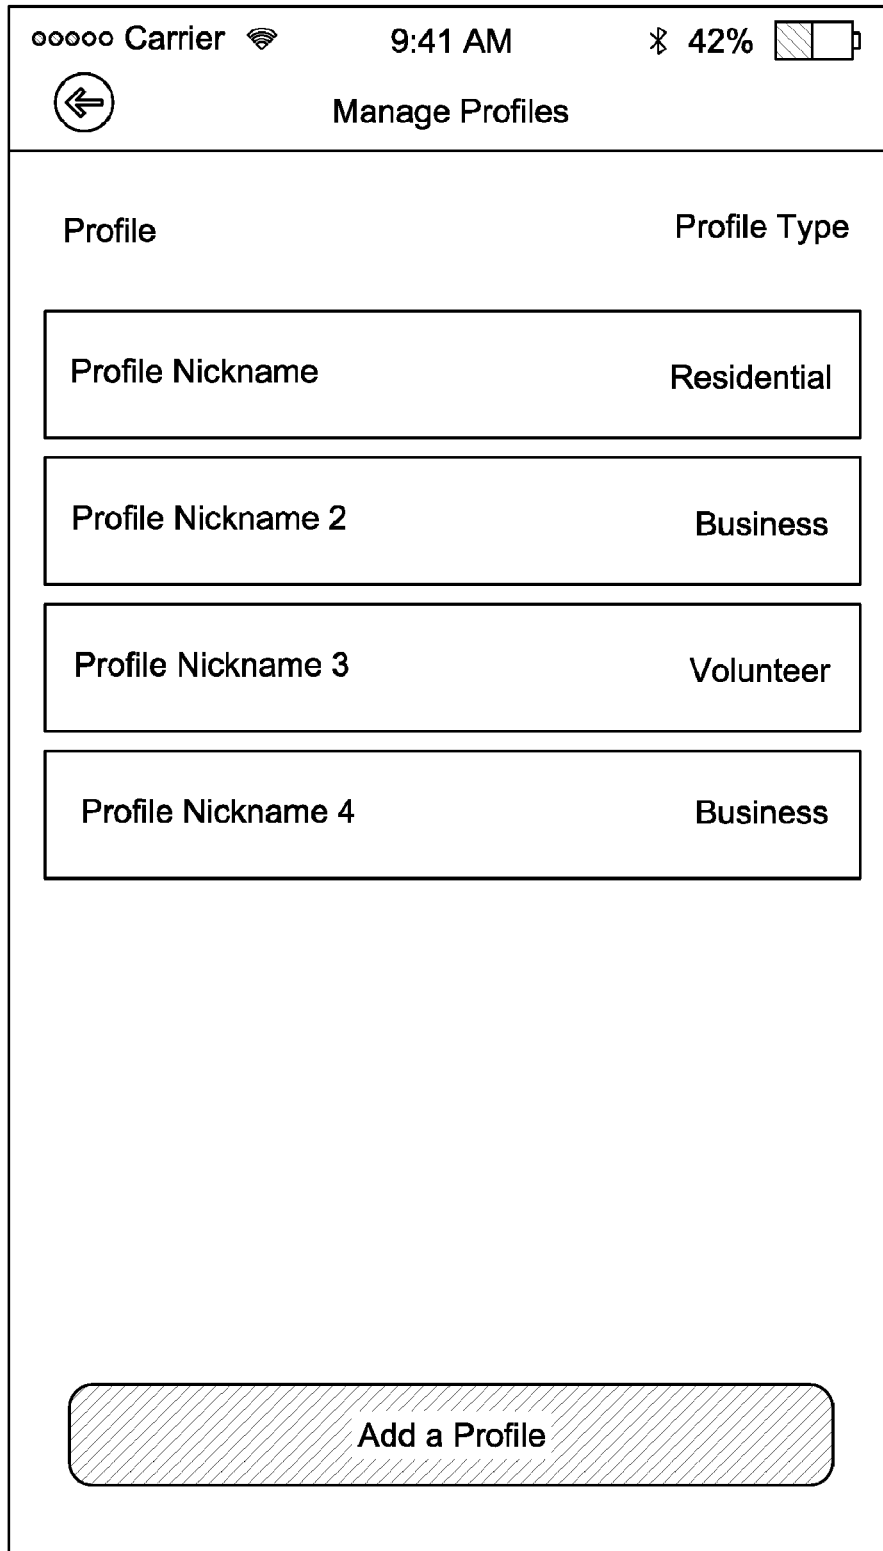 ooooo Carrier 9:41 AM 42%
Manage Profiles
Profile Profile Type
Profile Nickname Residential
Profile Nickname 2 Business
Profile Nickname 3 Volunteer
Profile Nickname 4 Business
Add a Profile